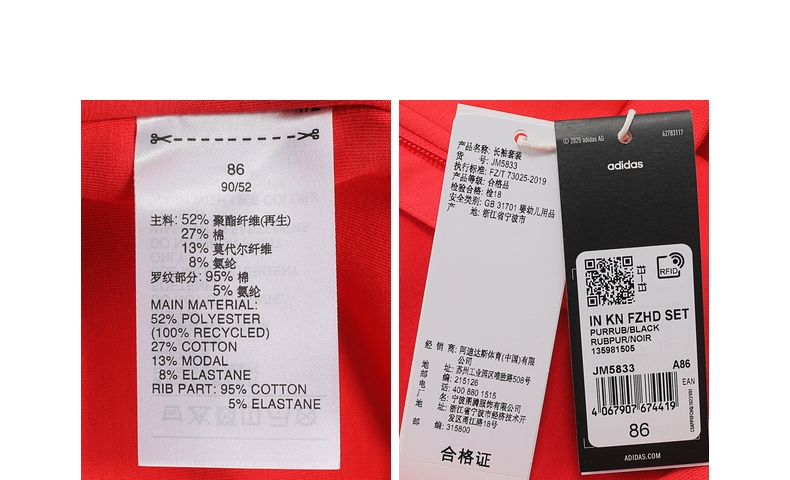 86
90/52
主料: 52% 聚酯纤维(再生)
27% 棉
13% 莫代尔纤维
8% 氨纶
罗纹部分: 95% 棉
5% 氨纶
MAIN MATERIAL:
52% POLYESTER
(100% RECYCLED)
27% COTTON
13% MODAL
8% ELASTANE
RIB PART: 95% COTTON
5% ELASTANE
产品名称: 长袖套装
货 号: JM5833
执行标准: FZ/T 73025-2019
产品等级: 合格品
检验合格: 检18
安全类别: GB 31701 婴幼儿用品
产 地: 浙江省宁波市
经 销 商: 阿迪达斯体育(中国)有限
公司
地 址: 苏州工业园区唯胜路508号
邮 编: 215126
电 话: 400 880 1515
厂 名: 宁波图腾服饰有限公司
地 址: 浙江省宁波市经济技术开
发区甬江路18号
邮 编: 315800
合格证
© 2025 adidas AG
62783117
adidas
RFID
IN KN FZHD SET
PURRUB/BLACK
RUBPUR/NOIR
135981505
JM5833 A86
EAN
4 067907 674419
86
ADIDAS.COM